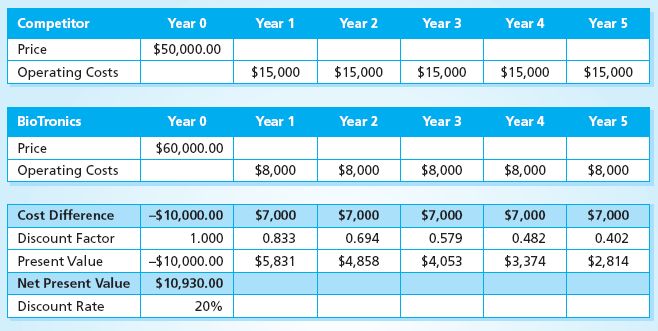 Competitor Year 0 Year 1 Year 2 Year 3 Year 4 Year 5
Price $50,000.00
Operating Costs $15,000 $15,000 $15,000 $15,000 $15,000
BioTronics Year 0 Year 1 Year 2 Year 3 Year 4 Year 5
Price $60,000.00
Operating Costs $8,000 $8,000 $8,000 $8,000 $8,000
Cost Difference –$10,000.00 $7,000 $7,000 $7,000 $7,000 $7,000
Discount Factor 1.000 0.833 0.694 0.579 0.482 0.402
Present Value –$10,000.00 $5,831 $4,858 $4,053 $3,374 $2,814
Net Present Value $10,930.00
Discount Rate 20%